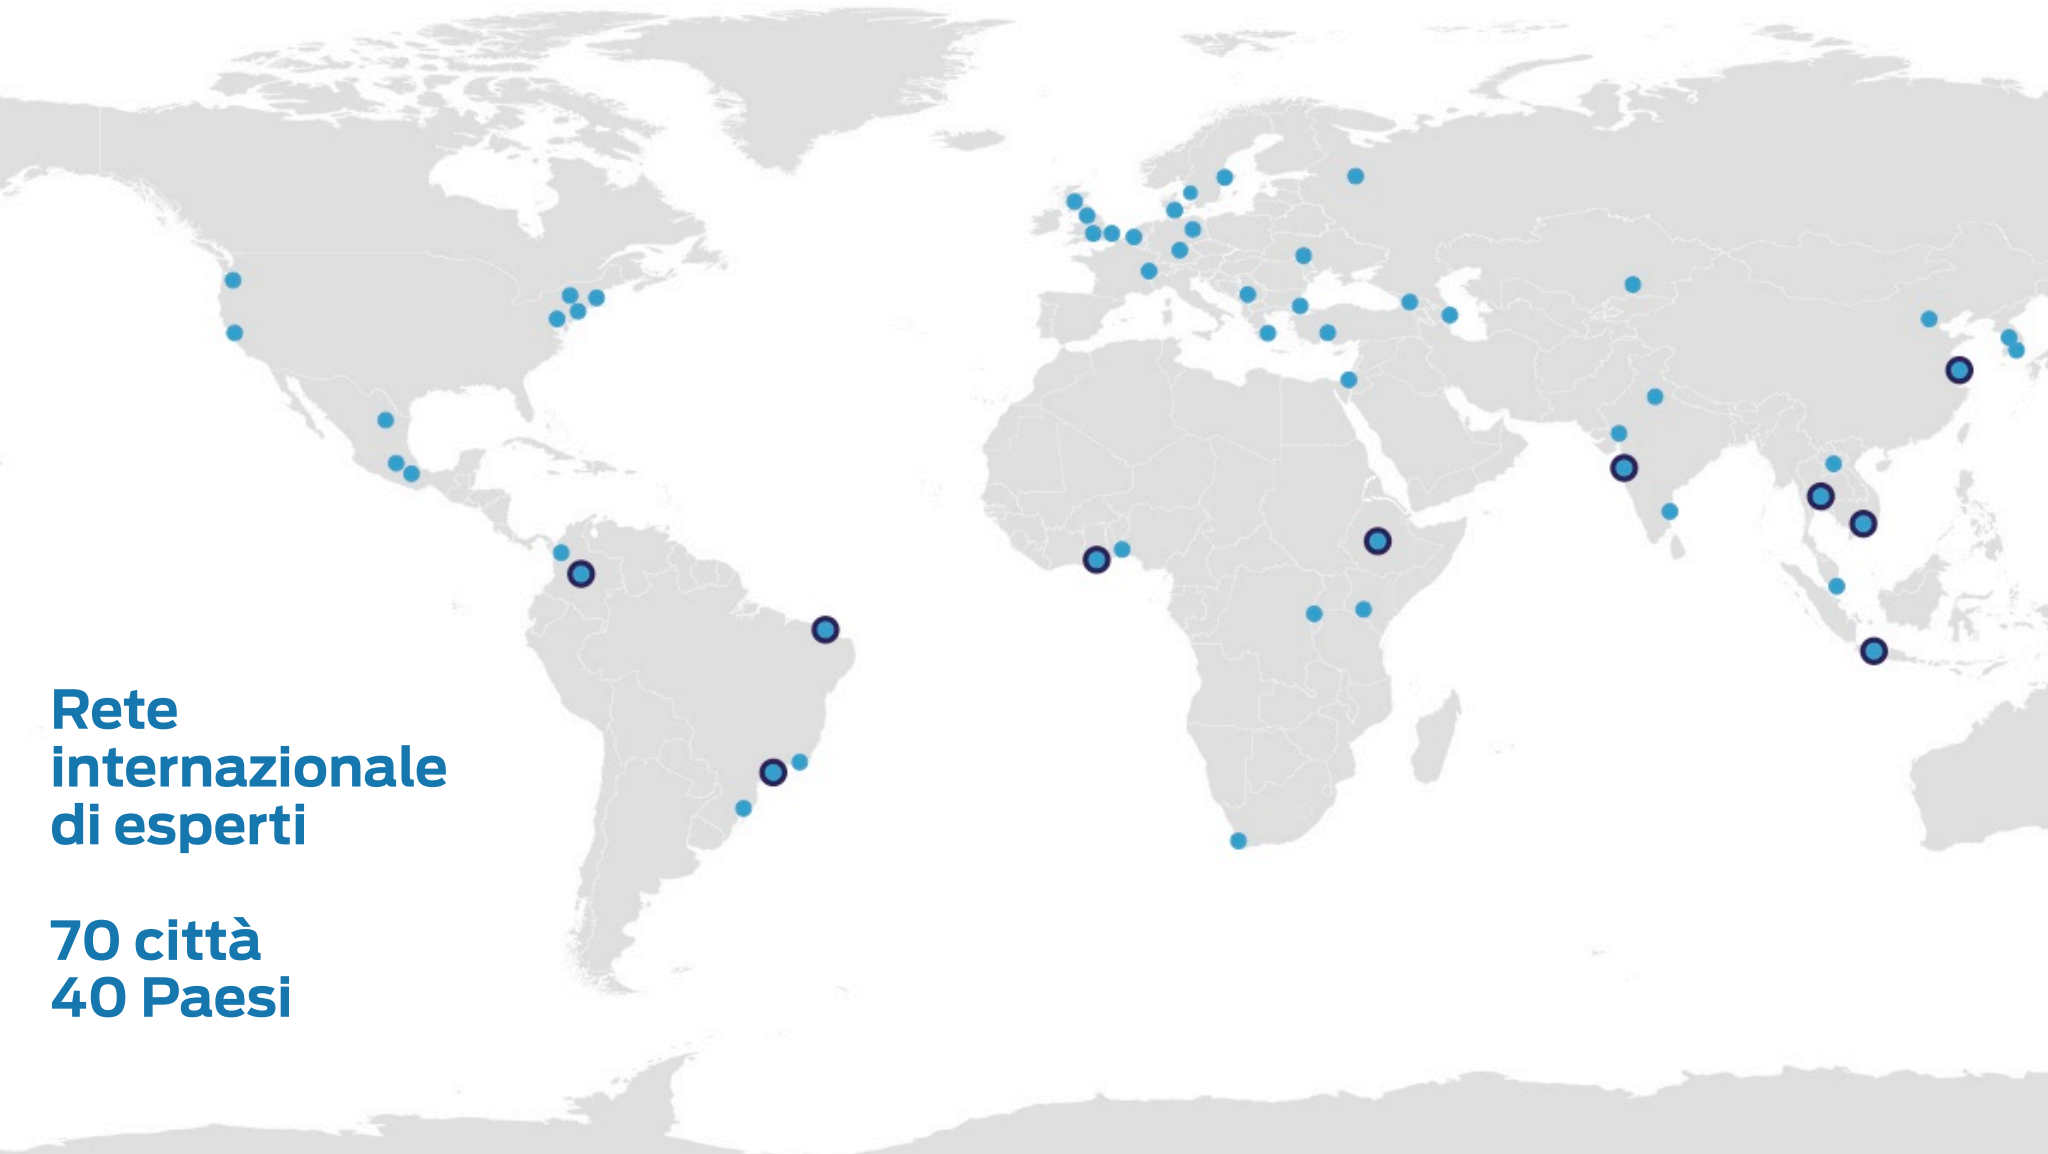 Rete
internazionale
di esperti
70 città
40 Paesi